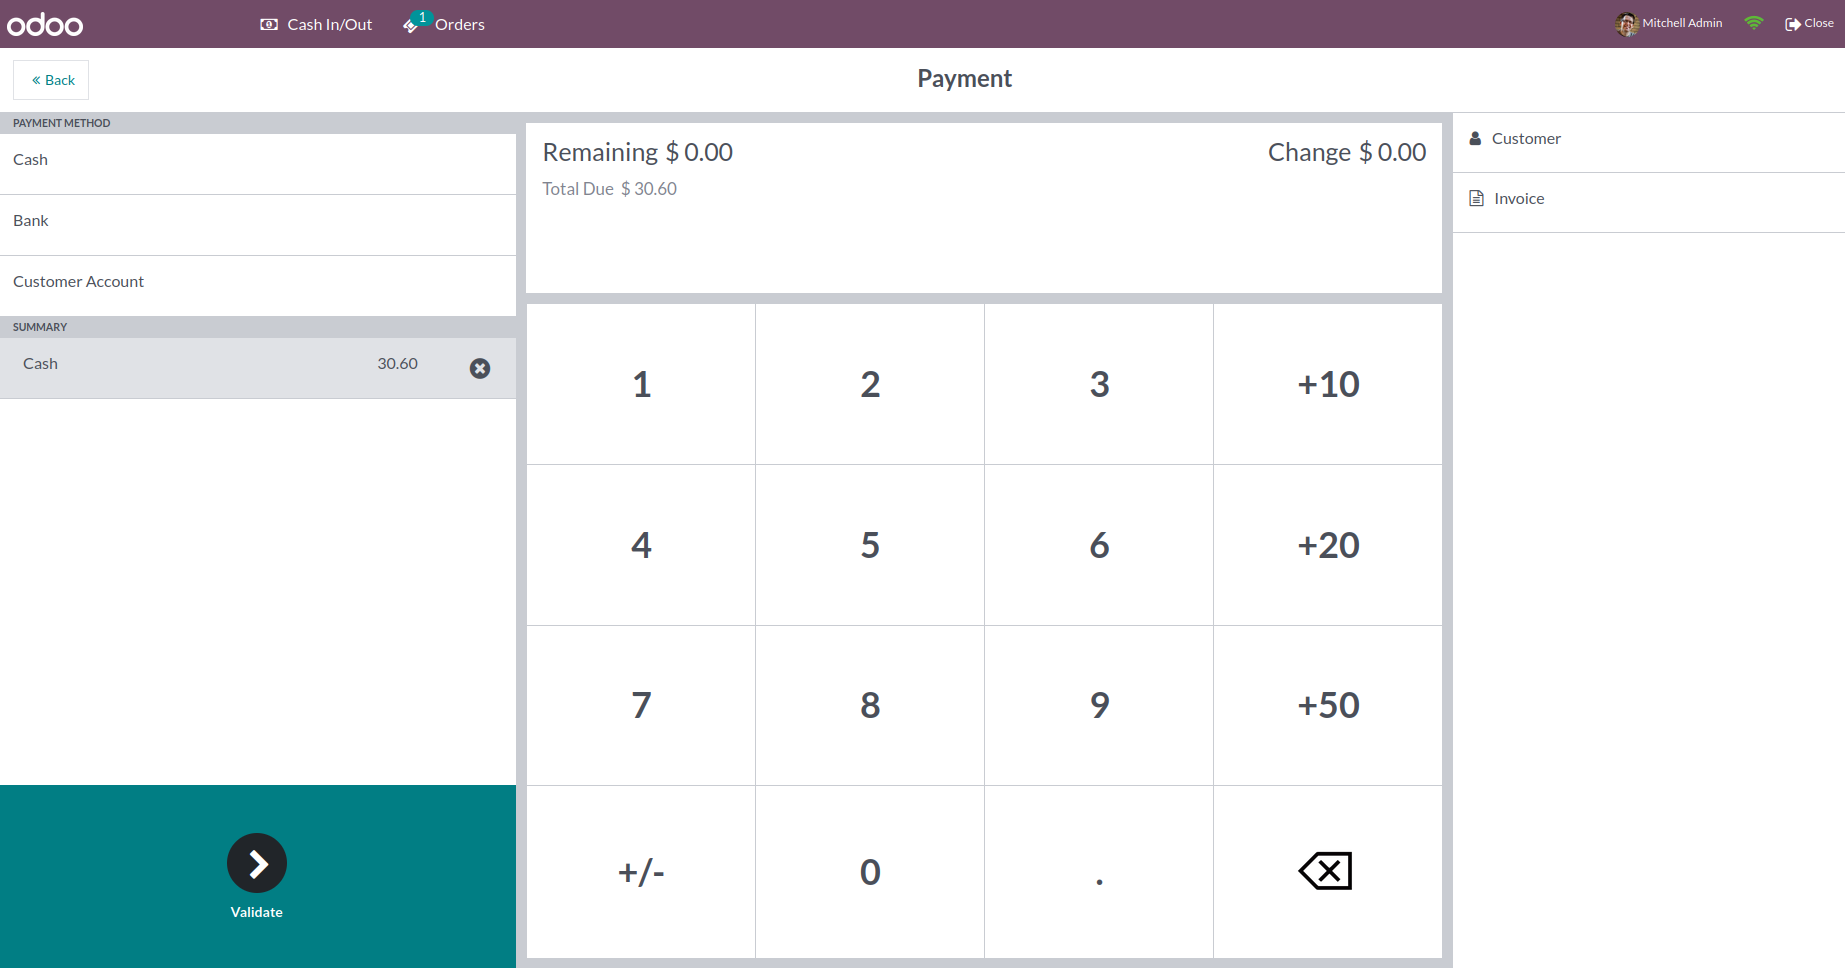 odoo
Cash In/Out
1
Orders
Mitchell Admin
Close
« Back
Payment
PAYMENT METHOD
Cash
Bank
Customer Account
SUMMARY
Cash 30.60
Validate
Remaining $ 0.00
Change $ 0.00
Total Due $ 30.60
1 2 3 +10
4 5 6 +20
7 8 9 +50
+/- 0 .
Customer
Invoice